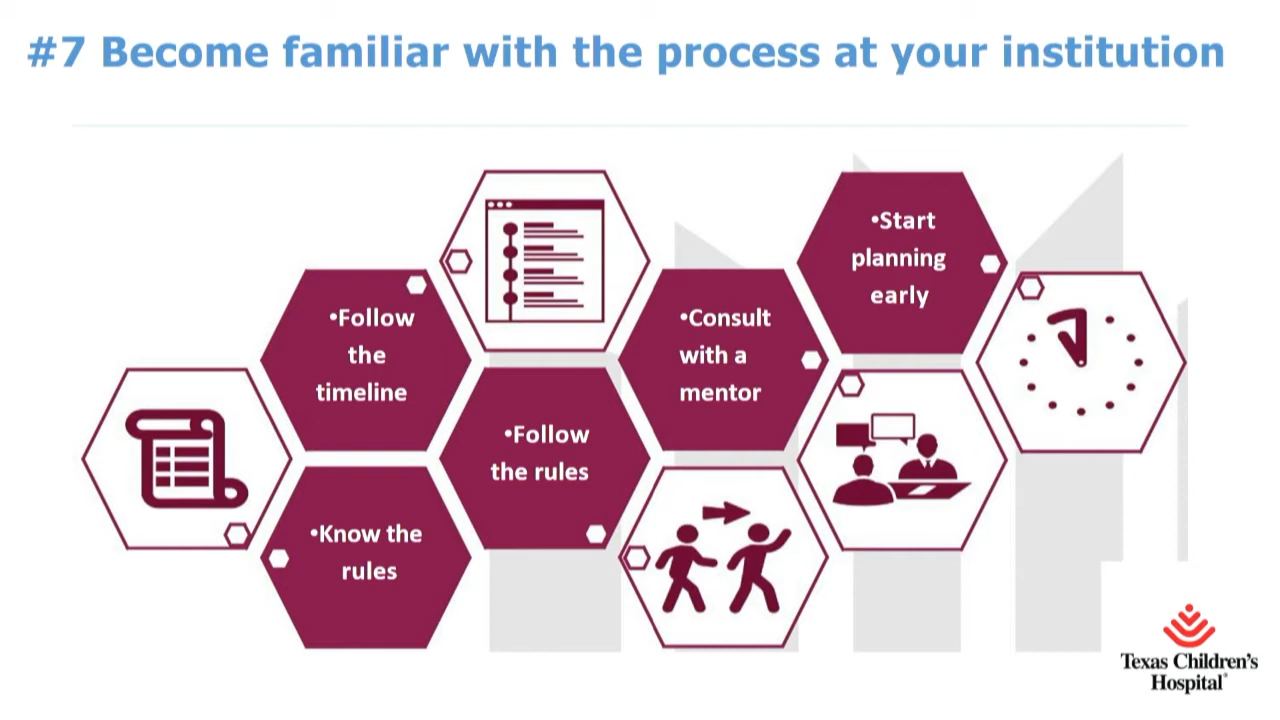 #7 Become familiar with the process at your institution
•Start
planning
early
•Follow
the
timeline
•Consult
with a
mentor
•Follow
the rules
•Know the
rules
Texas Children's
Hospital®